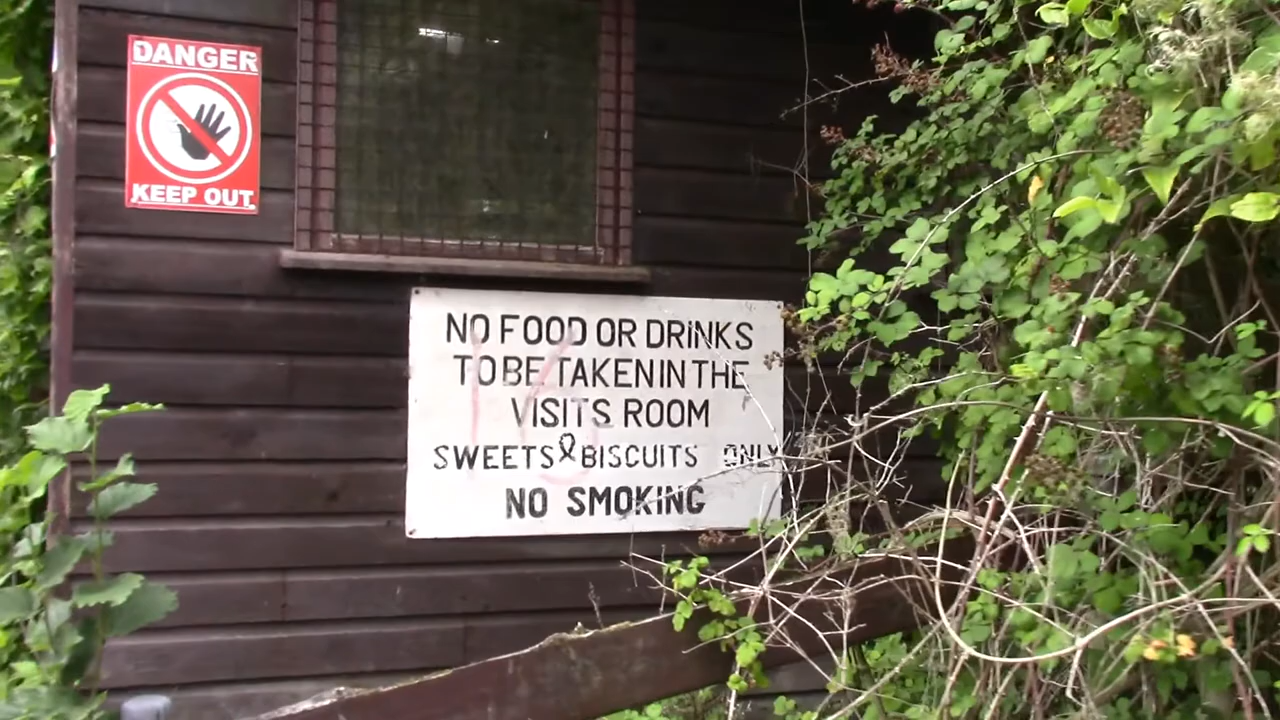 DANGER
KEEP OUT
NO FOOD OR DRINKS
TO BE TAKEN IN THE
VISITS ROOM
SWEETS & BISCUITS ONLY
NO SMOKING